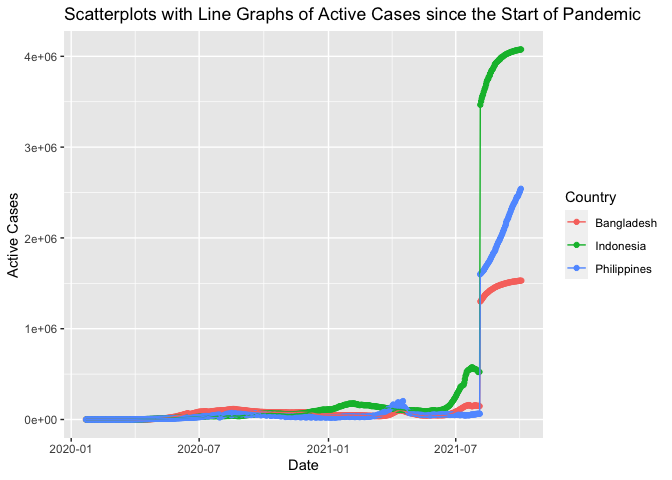 Scatterplots with Line Graphs of Active Cases since the Start of Pandemic
4e+06
3e+06
2e+06
1e+06
0e+00
Active Cases
2020-01
2020-07
2021-01
2021-07
Date
Country
Bangladesh
Indonesia
Philippines